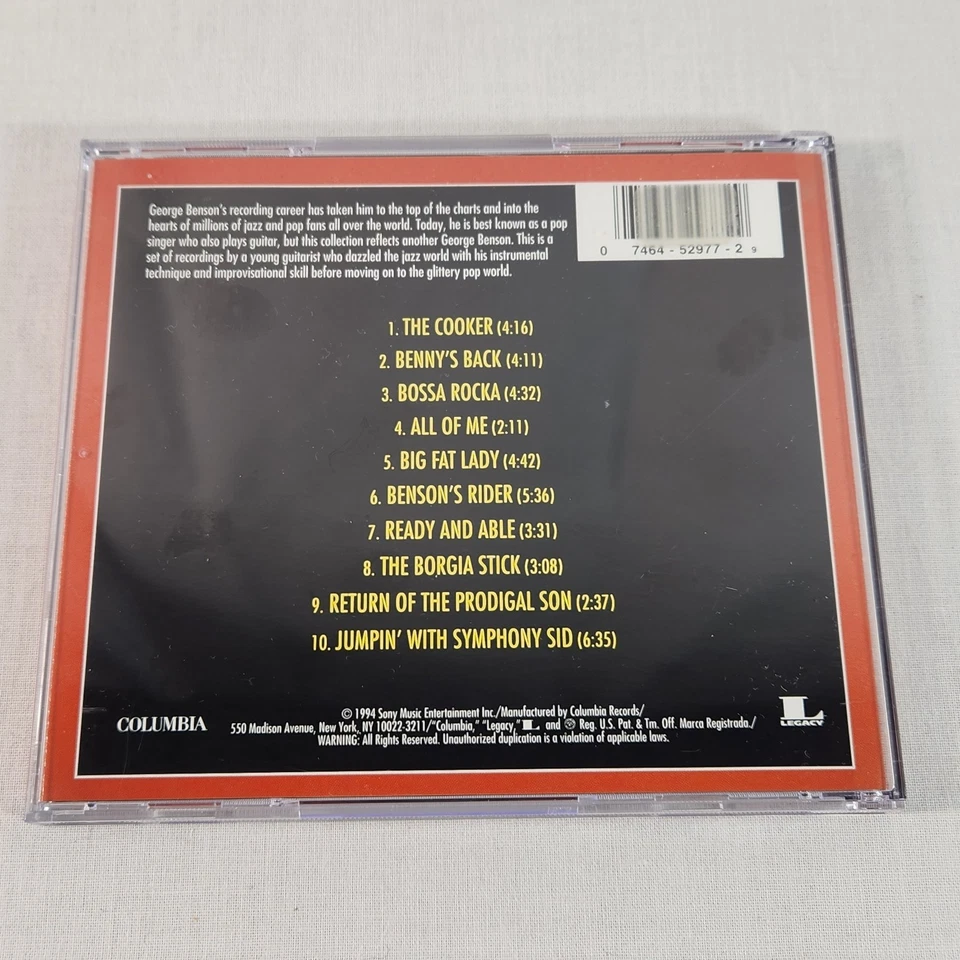 George Benson's recording career has taken him to the top of the charts and into the
hearts of millions of jazz and pop fans all over the world. Today, he is best known as a pop
singer who also plays guitar, but this collection reflects another George Benson. This is a
set of recordings by a young guitarist who dazzled the jazz world with his instrumental
technique and improvisational skill before moving on to the glittery pop world.
0 7464-52977-2 9
1. THE COOKER (4:16)
2. BENNY'S BACK (4:11)
3. BOSSA ROCKA (4:32)
4. ALL OF ME (2:11)
5. BIG FAT LADY (4:42)
6. BENSON'S RIDER (5:36)
7. READY AND ABLE (3:31)
8. THE BORGIA STICK (3:08)
9. RETURN OF THE PRODIGAL SON (2:37)
10. JUMPIN' WITH SYMPHONY SID (6:35)
COLUMBIA
© 1994 Sony Music Entertainment Inc./Manufactured by Columbia Records/
550 Madison Avenue, New York, NY 10022-3211/"Columbia," "Legacy," L and Reg. U.S. Pat. & Tm. Off. Marca Registrada./
WARNING: All Rights Reserved. Unauthorized duplication is a violation of applicable laws.
L
LEGACY